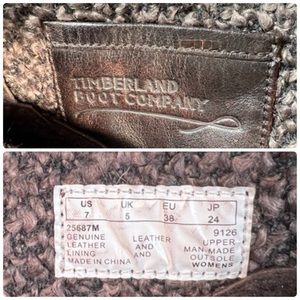 TIMBERLAND
BOOT COMPANY
US UK EU JP
7 5 38 24
25687M 9126
GENUINE UPPER
LEATHER LEATHER MAN MADE
LINING AND OUTSOLE
MADE IN CHINA WOMENS